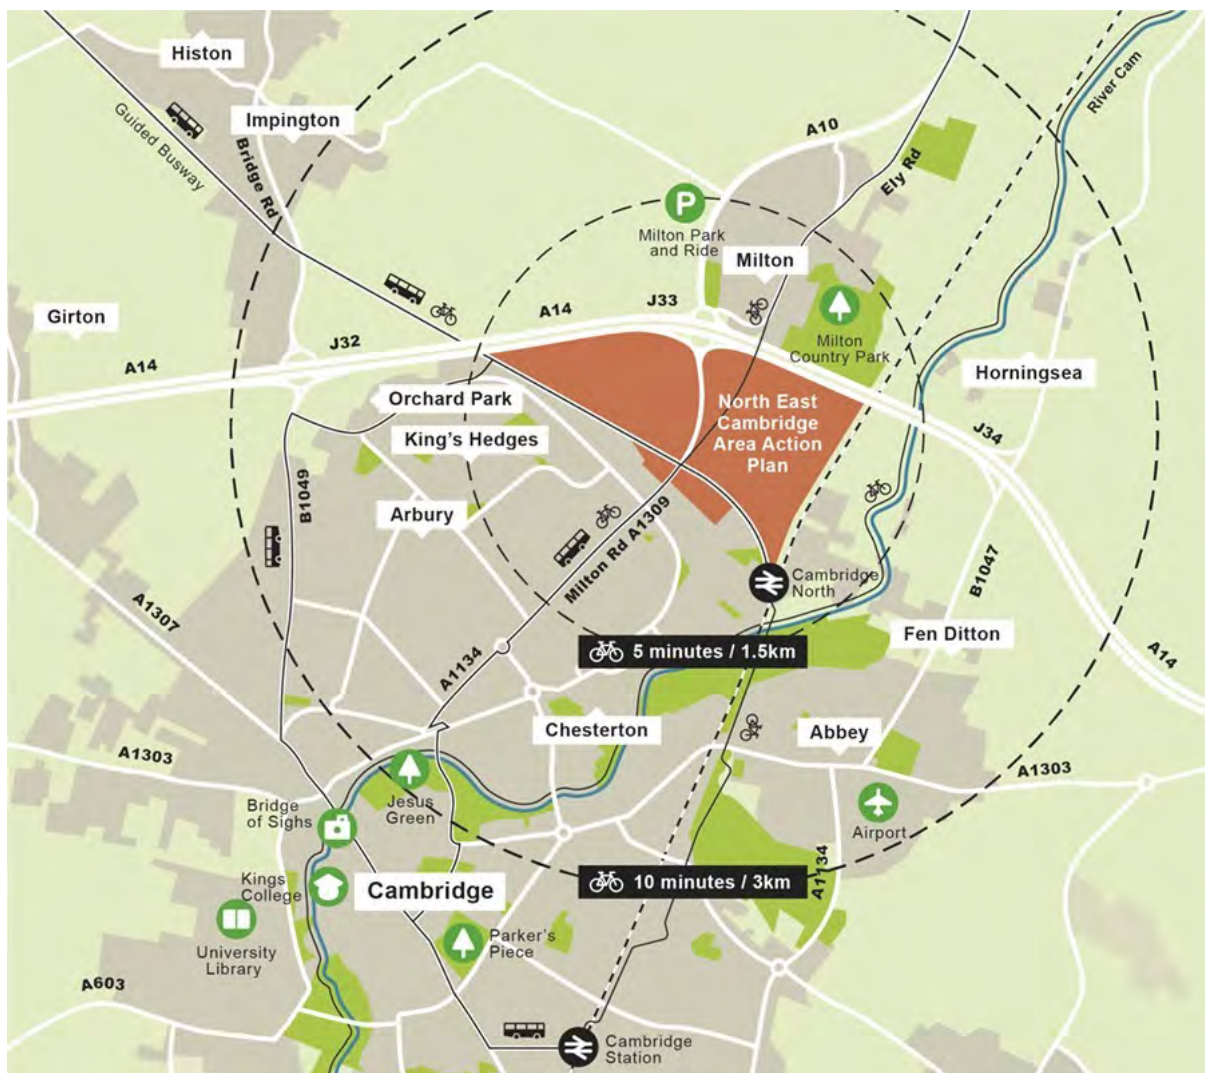 Histon
Impington
Guided Busway
Bridge Rd
A10
Ely Rd
River Cam
Milton Park
and Ride
Milton
Milton
Country Park
Girton
A14
J32
A14
J33
Horningsea
J34
Orchard Park
King's Hedges
North East
Cambridge
Area Action
Plan
Arbury
B1049
Milton Rd A1309
Cambridge
North
B1047
A1307
A1134
5 minutes / 1.5km
Fen Ditton
A14
Chesterton
Abbey
A1303
A1303
Jesus
Green
Bridge
of Sighs
Airport
Kings
College
Cambridge
10 minutes / 3km
A1134
University
Library
Parker's
Piece
A603
Cambridge
Station
P